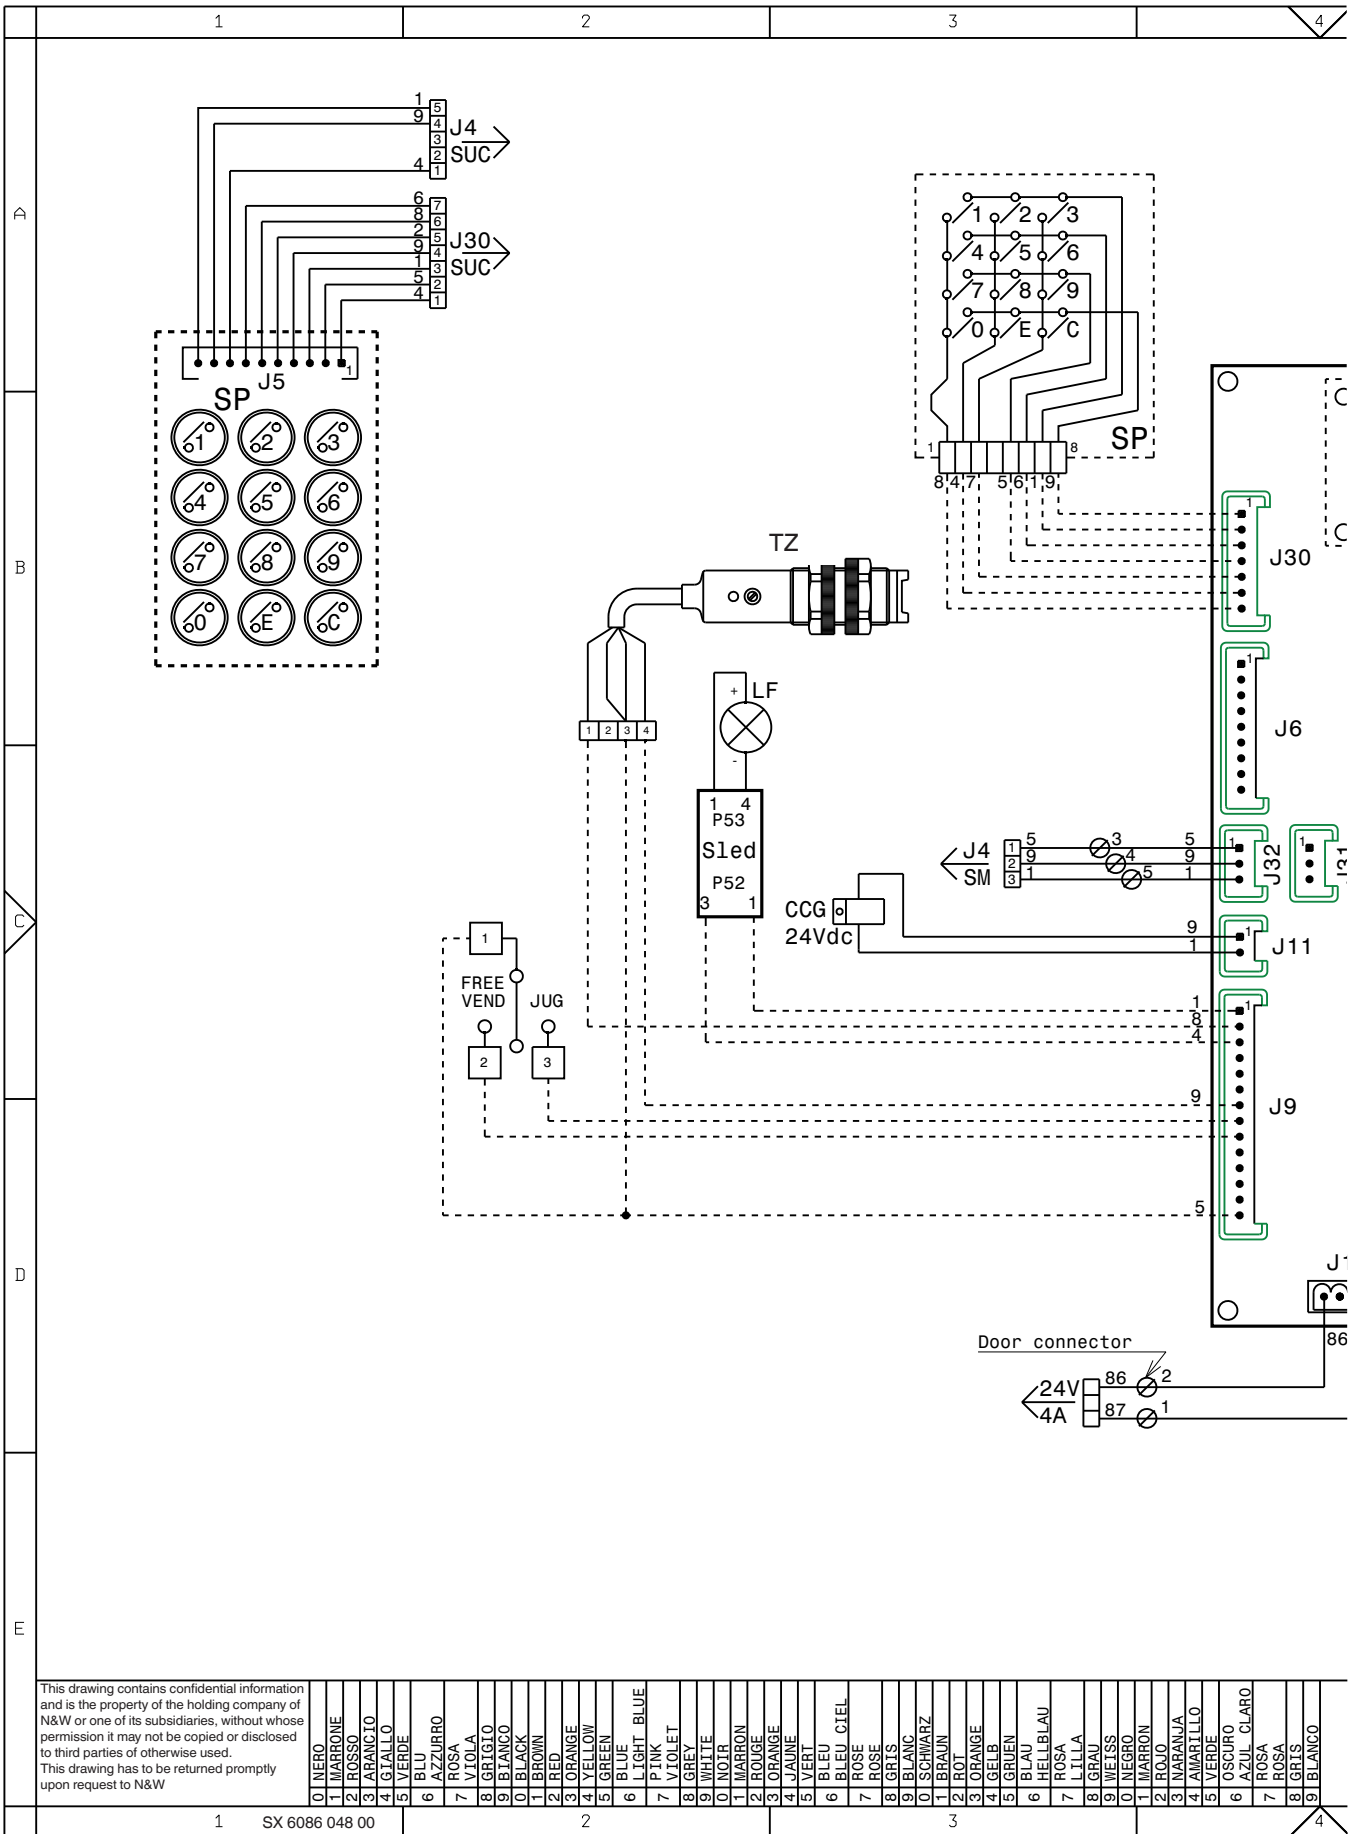 1 2 3 4
A
B
C
D
E
1
9
4
5
4
3
2
1
J4
SUC
6
8
2
9
1
5
4
7
6
5
4
3
2
1
J30
SUC
J5
1
SP
1 2 3
4 5 6
7 8 9
0 E C
1 2 3
4 5 6
7 8 9
0 E C
SP
1 8
8 4 7 5 6 1 9
TZ
1 2 3 4
+ LF
-
1 4
P53
Sled
P52
3 1
J4
SM
1 5 3 5
2 9 4 9
3 1 5 1
CCG
24Vdc
9
1
1
FREE
VEND
JUG
2 3
1
8
4
9
5
1
J30
1
J6
1
J32
1
1
J11
1
J9
86
Door connector
24V
4A
86 2
87 1
This drawing contains confidential information
and is the property of the holding company of
N&W or one of its subsidiaries, without whose
permission it may not be copied or disclosed
to third parties of otherwise used.
This drawing has to be returned promptly
upon request to N&W
0 NERO
1 MARRONE
2 ROSSO
3 ARANCIO
4 GIALLO
5 VERDE
6 BLU
AZZURRO
7 ROSA
VIOLA
8 GRIGIO
9 BIANCO
0 BLACK
1 BROWN
2 RED
3 ORANGE
4 YELLOW
5 GREEN
6 BLUE
LIGHT BLUE
7 PINK
VIOLET
8 GREY
9 WHITE
0 NOIR
1 MARRON
2 ROUGE
3 ORANGE
4 JAUNE
5 VERT
6 BLEU
BLEU CIEL
7 ROSE
ROSE
8 GRIS
9 BLANC
0 SCHWARZ
1 BRAUN
2 ROT
3 ORANGE
4 GELB
5 GRUEN
6 BLAU
HELLBLAU
7 ROSA
LILLA
8 GRAU
9 WEISS
0 NEGRO
1 MARRON
2 ROJO
3 NARANJA
4 AMARILLO
5 VERDE
6 OSCURO
AZUL CLARO
7 ROSA
ROSA
8 GRIS
9 BLANCO
1 SX 6086 048 00 2 3 4